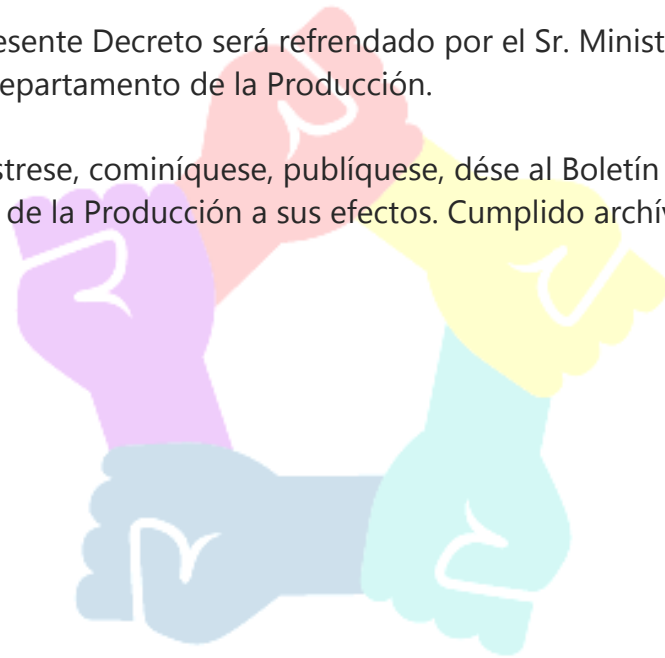 esente Decreto será refrendado por el Sr. Minist
epartamento de la Producción.
strese, cominíquese, publíquese, dése al Boletín
de la Producción a sus efectos. Cumplido archív